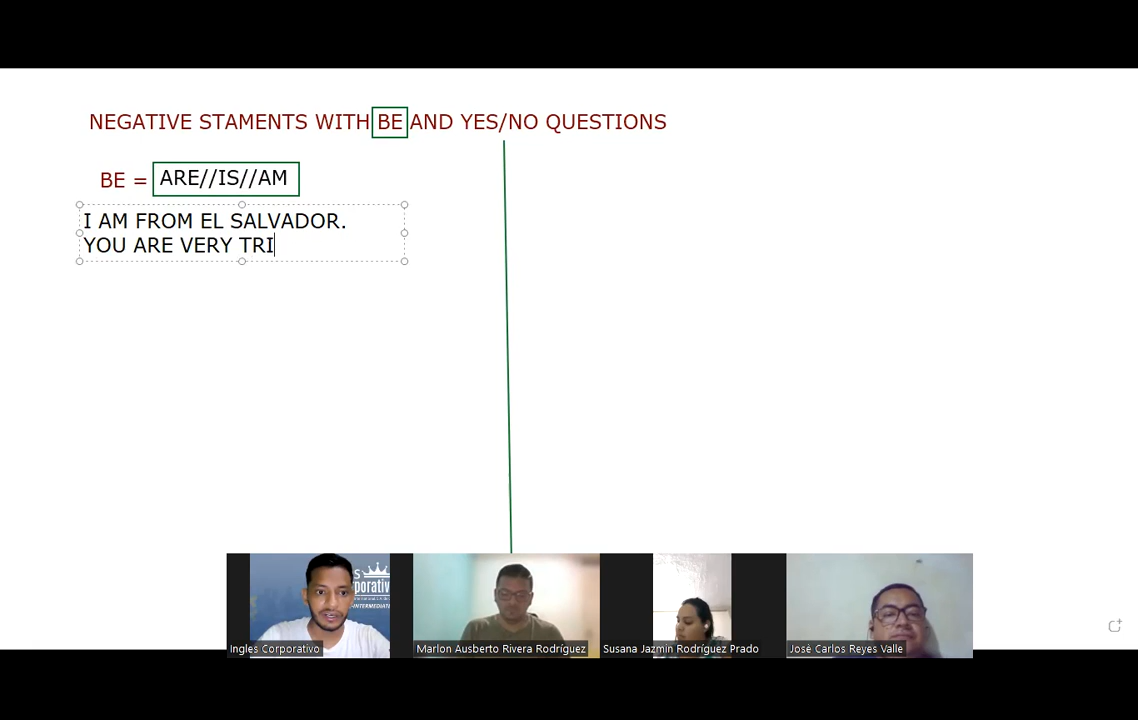 NEGATIVE STAMENTS WITH BE AND YES/NO QUESTIONS
BE = ARE//IS//AM
I AM FROM EL SALVADOR.
YOU ARE VERY TRI
Ingles Corporativo
Marlon Ausberto Rivera Rodríguez
Susana Jazmin Rodríguez Prado
José Carlos Reyes Valle